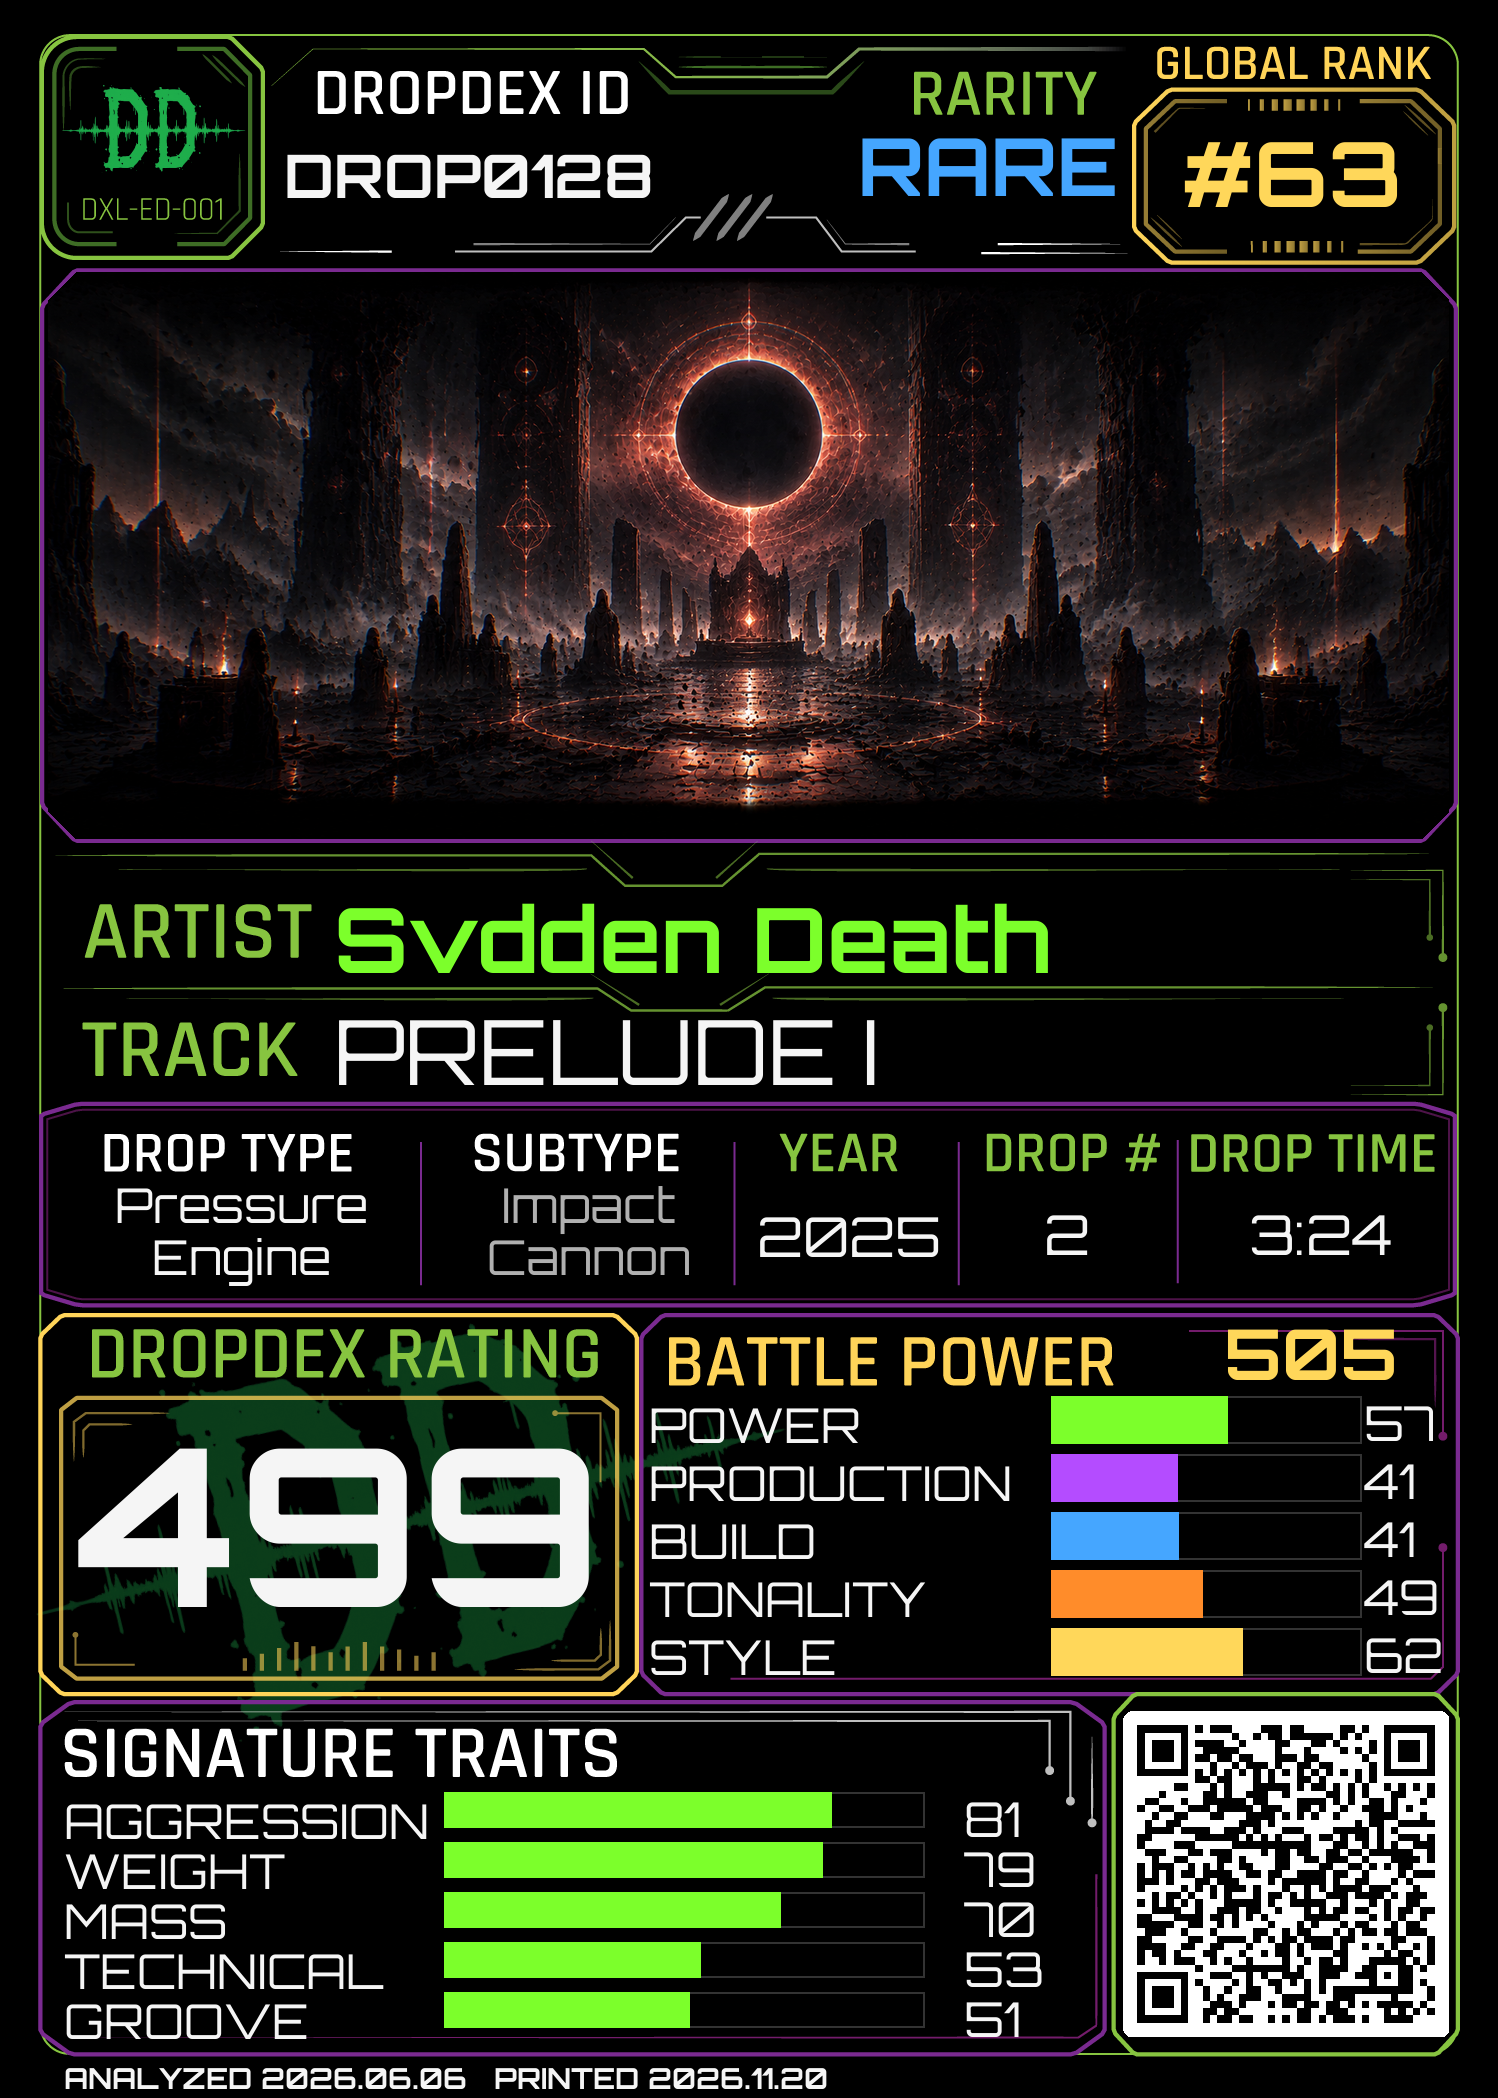 DD
DXL-ED-001
DROPDEX ID
DROP0128
RARITY
RARE
GLOBAL RANK
#63
ARTIST Svdden Death
TRACK PRELUDE I
DROP TYPE
Pressure
Engine
SUBTYPE
Impact
Cannon
YEAR
2025
DROP #
2
DROP TIME
3:24
DROPDEX RATING
499
BATTLE POWER 505
POWER 57
PRODUCTION 41
BUILD 41
TONALITY 49
STYLE 62
SIGNATURE TRAITS
AGGRESSION 81
WEIGHT 79
MASS 70
TECHNICAL 53
GROOVE 51
ANALYZED 2026.06.06 PRINTED 2026.11.20